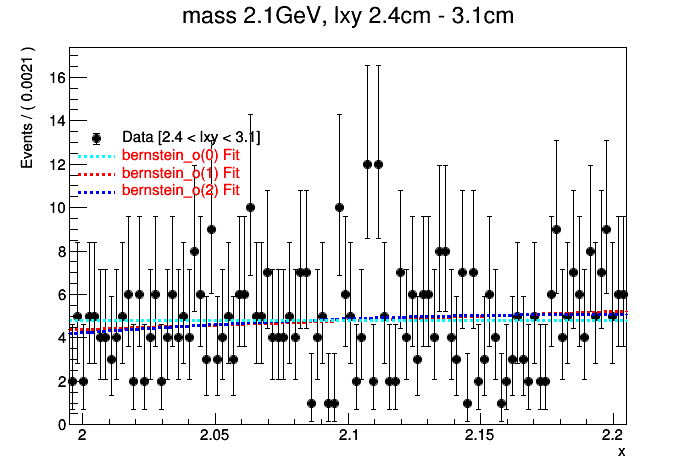 mass 2.1GeV, lxy 2.4cm - 3.1cm
Events / ( 0.0021 )
16
14
12
10
8
6
4
2
0
Data [2.4 < lxy < 3.1]
bernstein_o(0) Fit
bernstein_o(1) Fit
bernstein_o(2) Fit
2 2.05 2.1 2.15 2.2
x